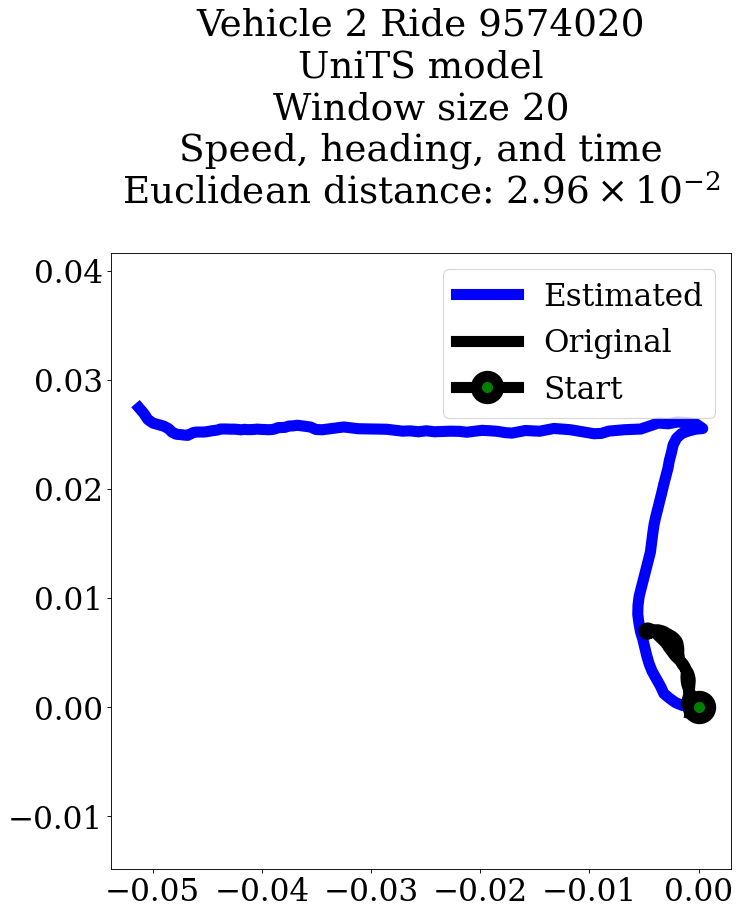 Vehicle 2 Ride 9574020
UniTS model
Window size 20
Speed, heading, and time
Euclidean distance: 2.96 × 10⁻²
Estimated
Original
Start
0.04
0.03
0.02
0.01
0.00
−0.01
−0.05 −0.04 −0.03 −0.02 −0.01 0.00